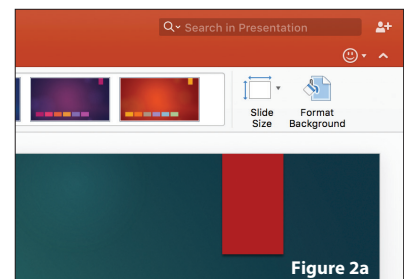 Search in Presentation
Slide Size
Format Background
Figure 2a